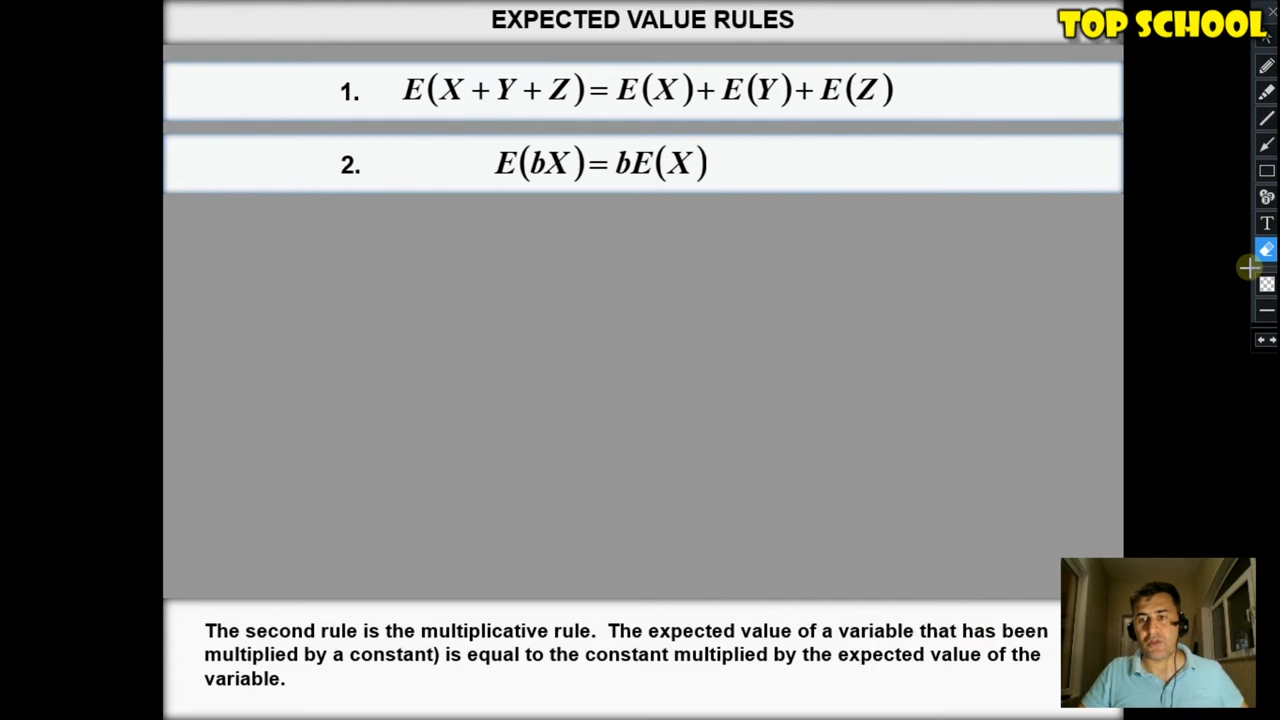 EXPECTED VALUE RULES
TOP SCHOOL
1. E(X + Y + Z) = E(X) + E(Y) + E(Z)
2. E(bX) = bE(X)
T
The second rule is the multiplicative rule. The expected value of a variable that has been
multiplied by a constant) is equal to the constant multiplied by the expected value of the
variable.